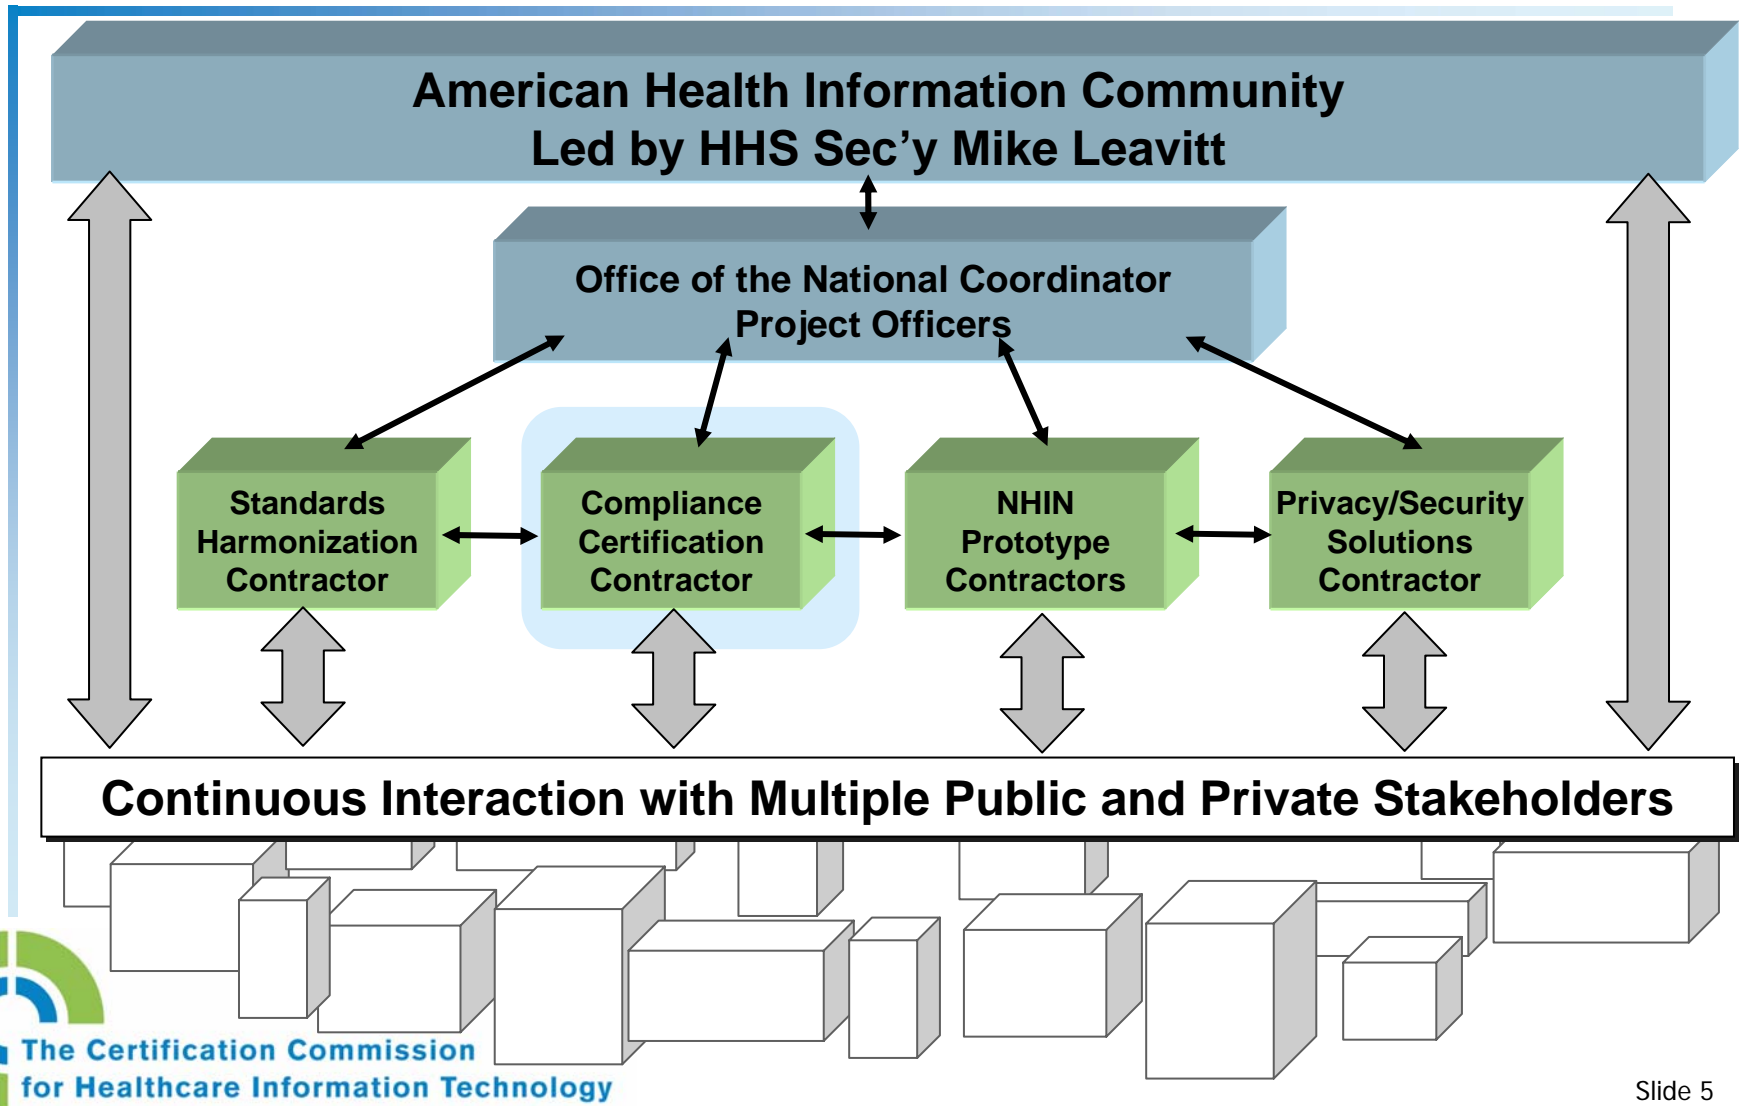 American Health Information Community
Led by HHS Sec’y Mike Leavitt
Office of the National Coordinator
Project Officers
Standards
Harmonization
Contractor
Compliance
Certification
Contractor
NHIN
Prototype
Contractors
Privacy/Security
Solutions
Contractor
Continuous Interaction with Multiple Public and Private Stakeholders
The Certification Commission
for Healthcare Information Technology
Slide 5